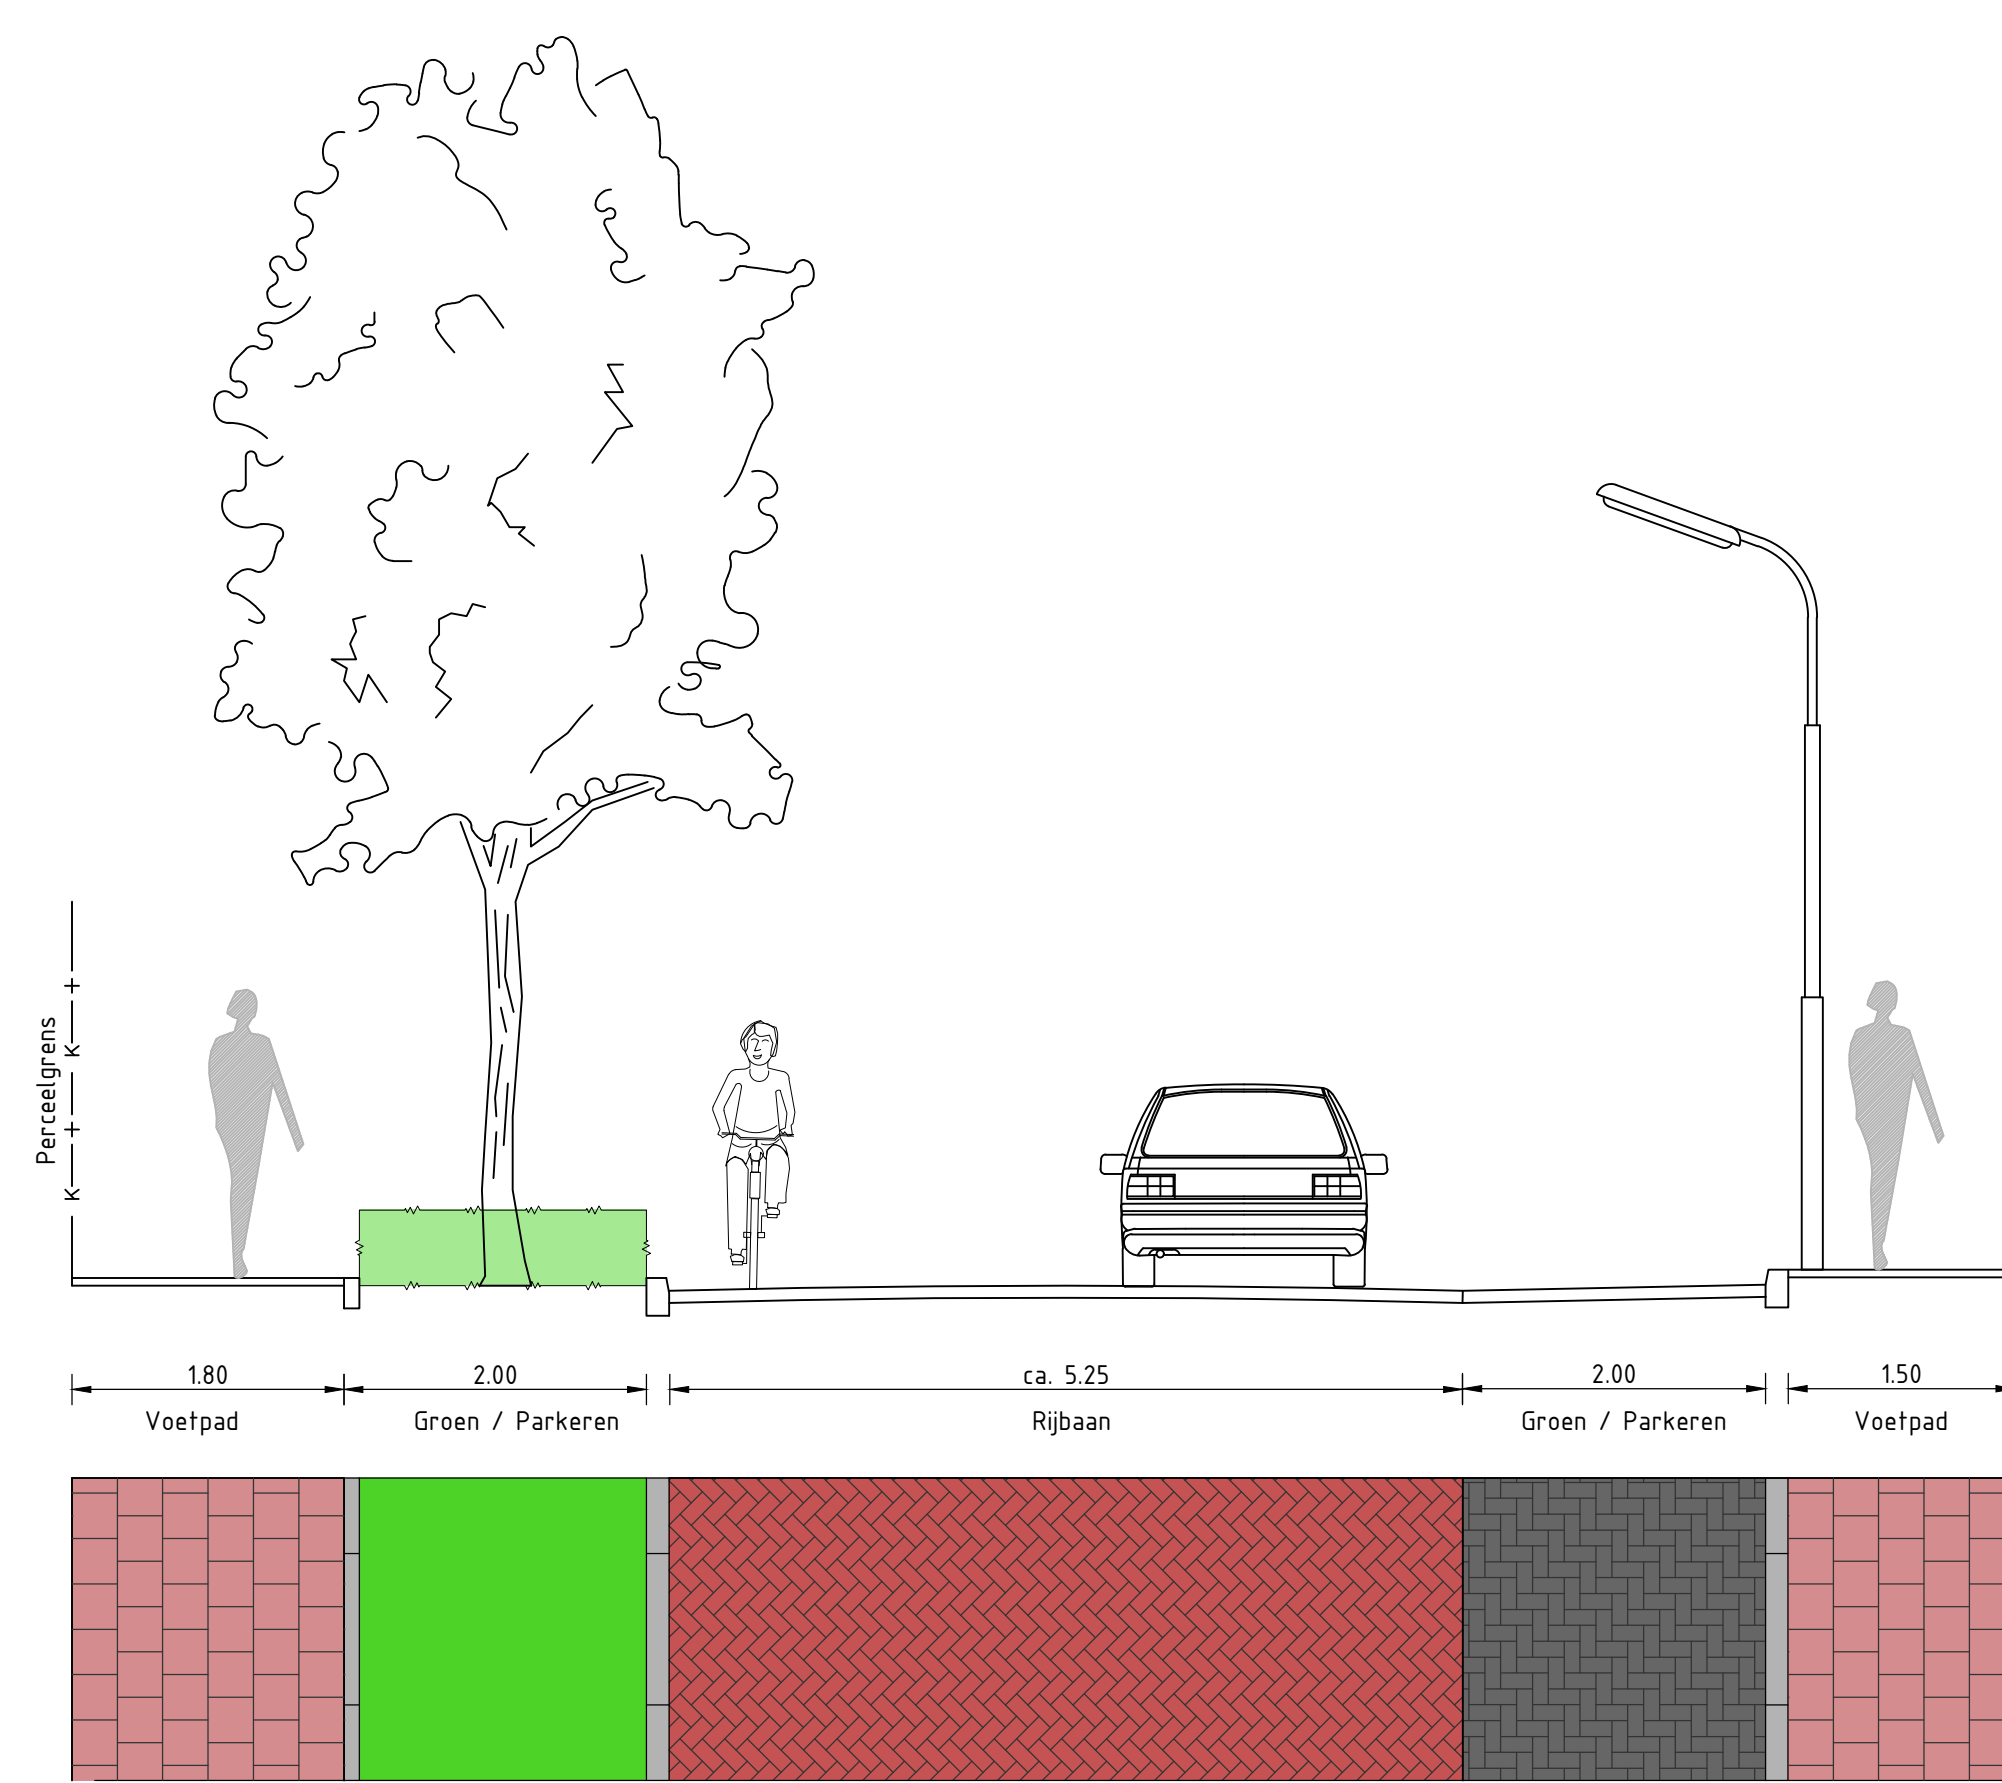 Perceelgrens
K
K
1.80
2.00
ca. 5.25
2.00
1.50
Voetpad
Groen / Parkeren
Rijbaan
Groen / Parkeren
Voetpad